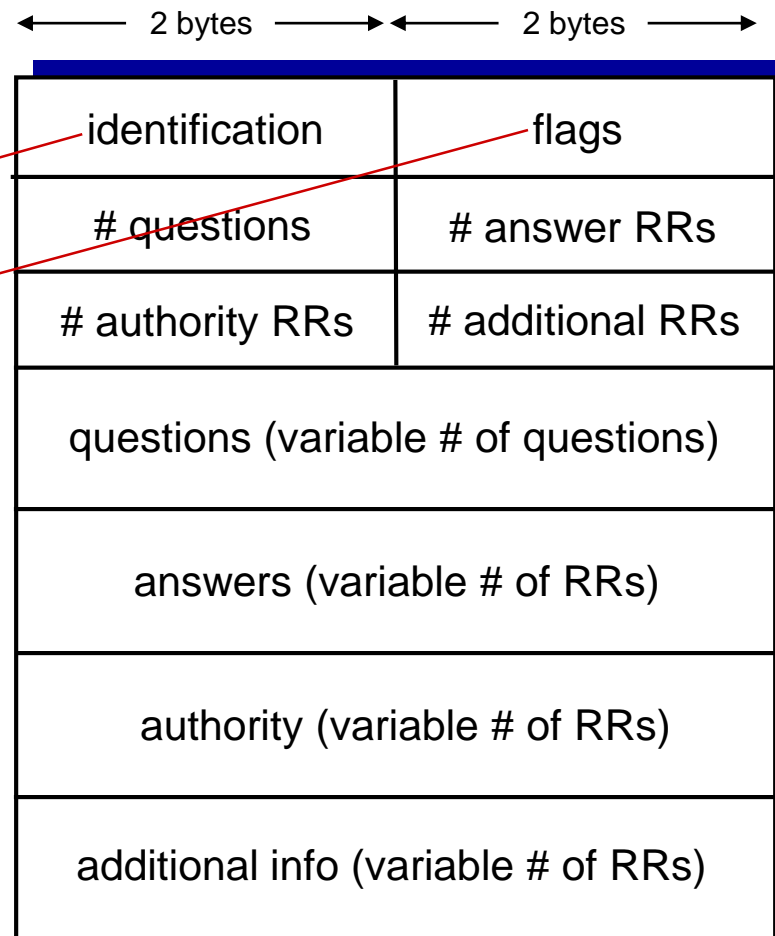 2 bytes 2 bytes
identification flags
# questions # answer RRs
# authority RRs # additional RRs
questions (variable # of questions)
answers (variable # of RRs)
authority (variable # of RRs)
additional info (variable # of RRs)